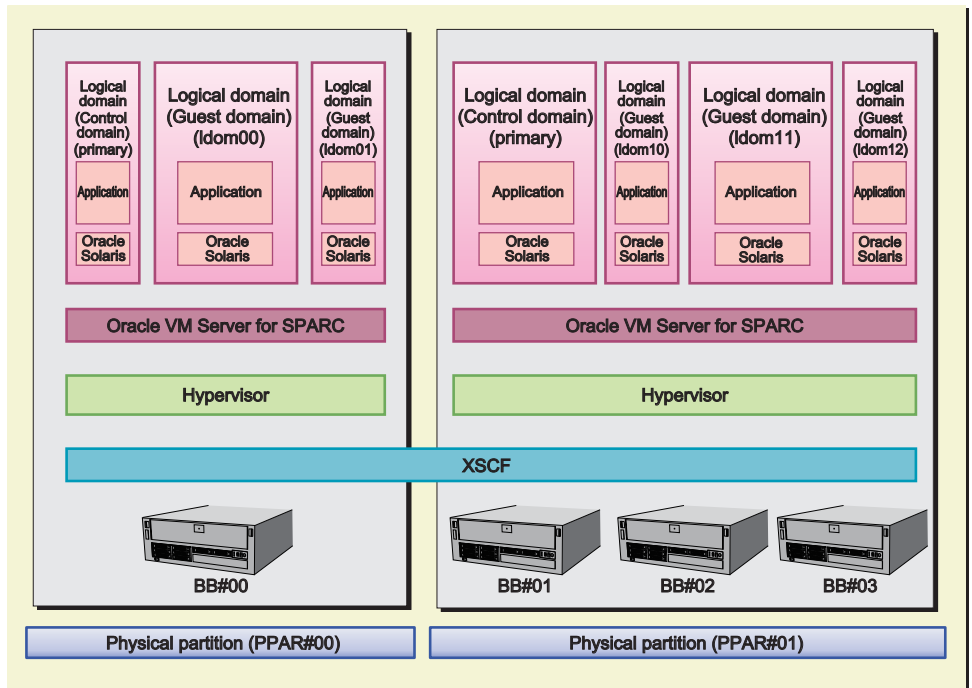 Logical
domain
(Control
domain)
(primary)
Application
Oracle
Solaris
Logical domain
(Guest domain)
(ldom00)
Application
Oracle
Solaris
Logical
domain
(Guest
domain)
(ldom01)
Application
Oracle
Solaris
Logical domain
(Control domain)
(primary)
Application
Oracle
Solaris
Logical
domain
(Guest
domain)
(ldom10)
Application
Oracle
Solaris
Logical domain
(Guest domain)
(ldom11)
Application
Oracle
Solaris
Logical
domain
(Guest
domain)
(ldom12)
Application
Oracle
Solaris
Oracle VM Server for SPARC
Oracle VM Server for SPARC
Hypervisor
Hypervisor
XSCF
BB#00
BB#01
BB#02
BB#03
Physical partition (PPAR#00)
Physical partition (PPAR#01)